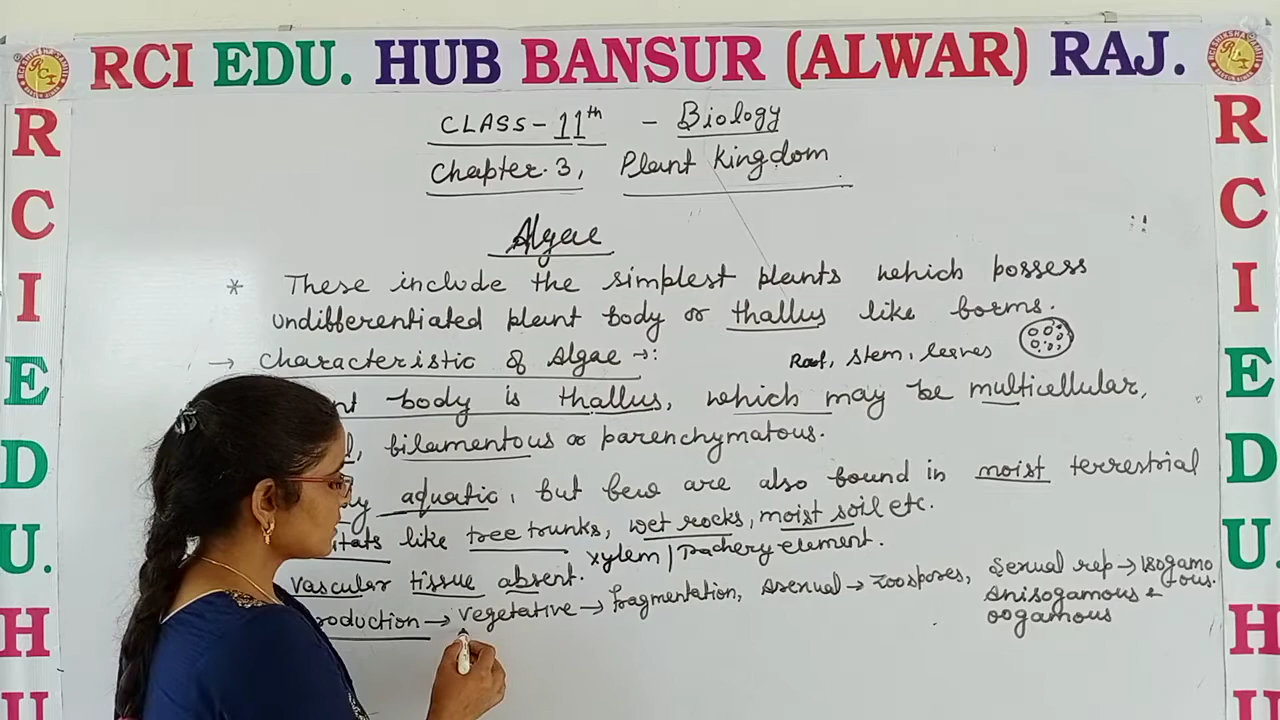 RCI EDU. HUB BANSUR (ALWAR) RAJ.
R
C
I
E
D
U.
H
U
CLASS - 11th - Biology
Chapter. 3, Plant Kingdom
Algae
* These include the simplest plants which possess
undifferentiated plant body or thallus like forms.
→ Characteristic of Algae →:
Root, stem, leaves
body is thallus, which may be multicellular,
filamentous or parenchymatous.
aquatic, but few are also found in moist terrestrial
like tree trunks, wet rocks, moist soil etc.
xylem / Trachery element.
Vascular tissue absent.
→ Vegetative → fragmentation, Asexual → zoospores,
Sexual rep → Isogamo
ous.
Anisogamous &
oogamous
R
C
I
E
D
U.
H
U